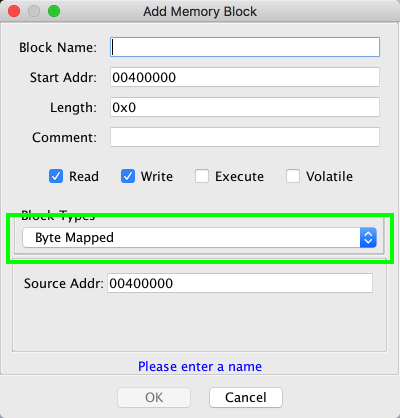 Add Memory Block
Block Name:
Start Addr: 00400000
Length: 0x0
Comment:
Read Write Execute Volatile
Block Types
Byte Mapped
Source Addr: 00400000
Please enter a name
OK Cancel